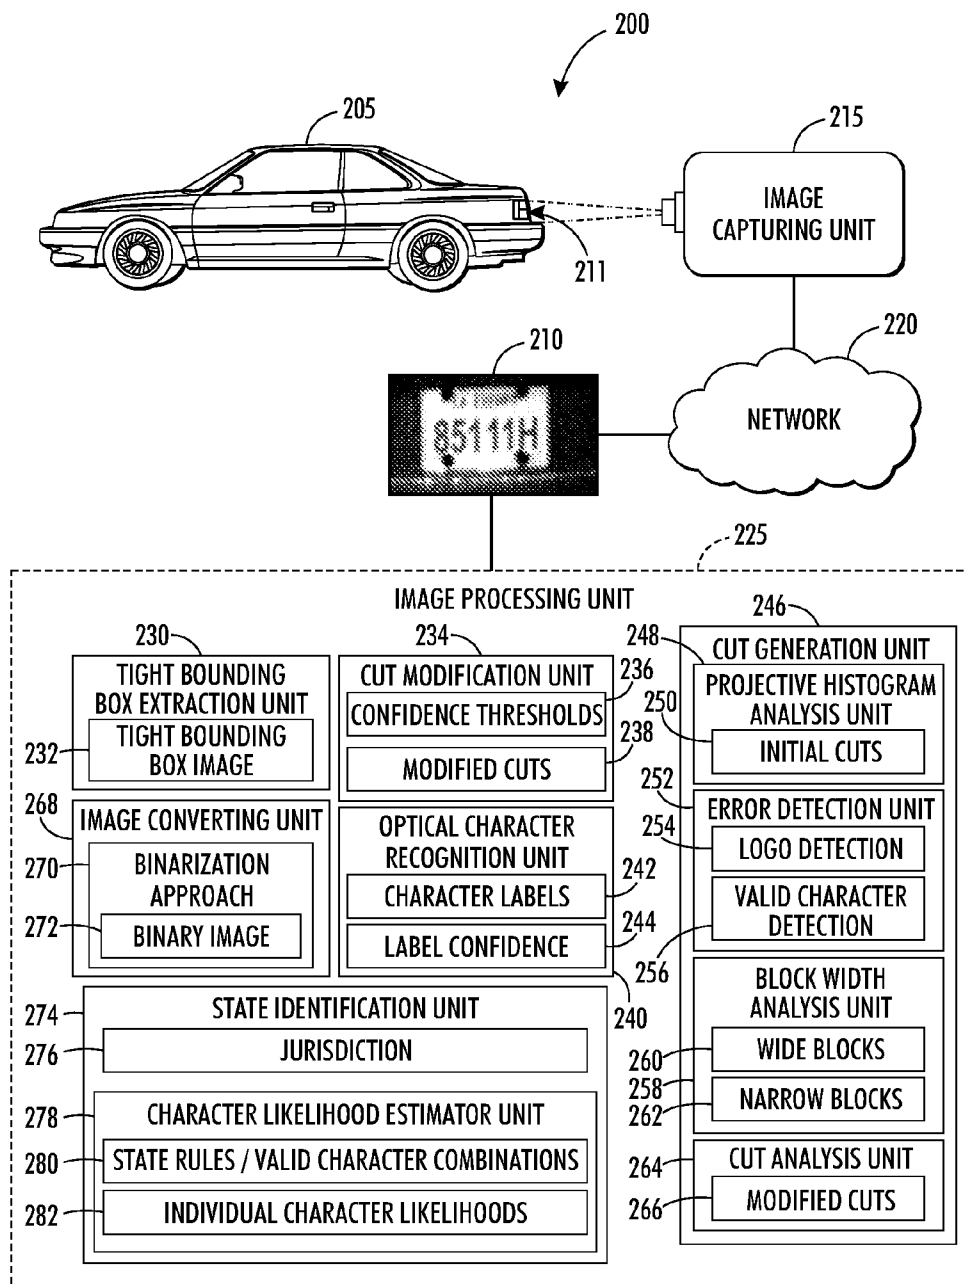 200
205
215
IMAGE
CAPTURING UNIT
211
220
210
NETWORK
85111H
225
IMAGE PROCESSING UNIT
230
TIGHT BOUNDING
BOX EXTRACTION UNIT
232
TIGHT BOUNDING
BOX IMAGE
234
CUT MODIFICATION UNIT
236
CONFIDENCE THRESHOLDS
238
MODIFIED CUTS
246
CUT GENERATION UNIT
248
PROJECTIVE HISTOGRAM
ANALYSIS UNIT
250
INITIAL CUTS
268
IMAGE CONVERTING UNIT
270
BINARIZATION
APPROACH
272
BINARY IMAGE
OPTICAL CHARACTER
RECOGNITION UNIT
242
CHARACTER LABELS
244
LABEL CONFIDENCE
240
252
ERROR DETECTION UNIT
254
LOGO DETECTION
VALID CHARACTER
DETECTION
256
274
STATE IDENTIFICATION UNIT
276
JURISDICTION
278
CHARACTER LIKELIHOOD ESTIMATOR UNIT
280
STATE RULES / VALID CHARACTER COMBINATIONS
282
INDIVIDUAL CHARACTER LIKELIHOODS
BLOCK WIDTH
ANALYSIS UNIT
260
WIDE BLOCKS
258
262
NARROW BLOCKS
264
CUT ANALYSIS UNIT
266
MODIFIED CUTS